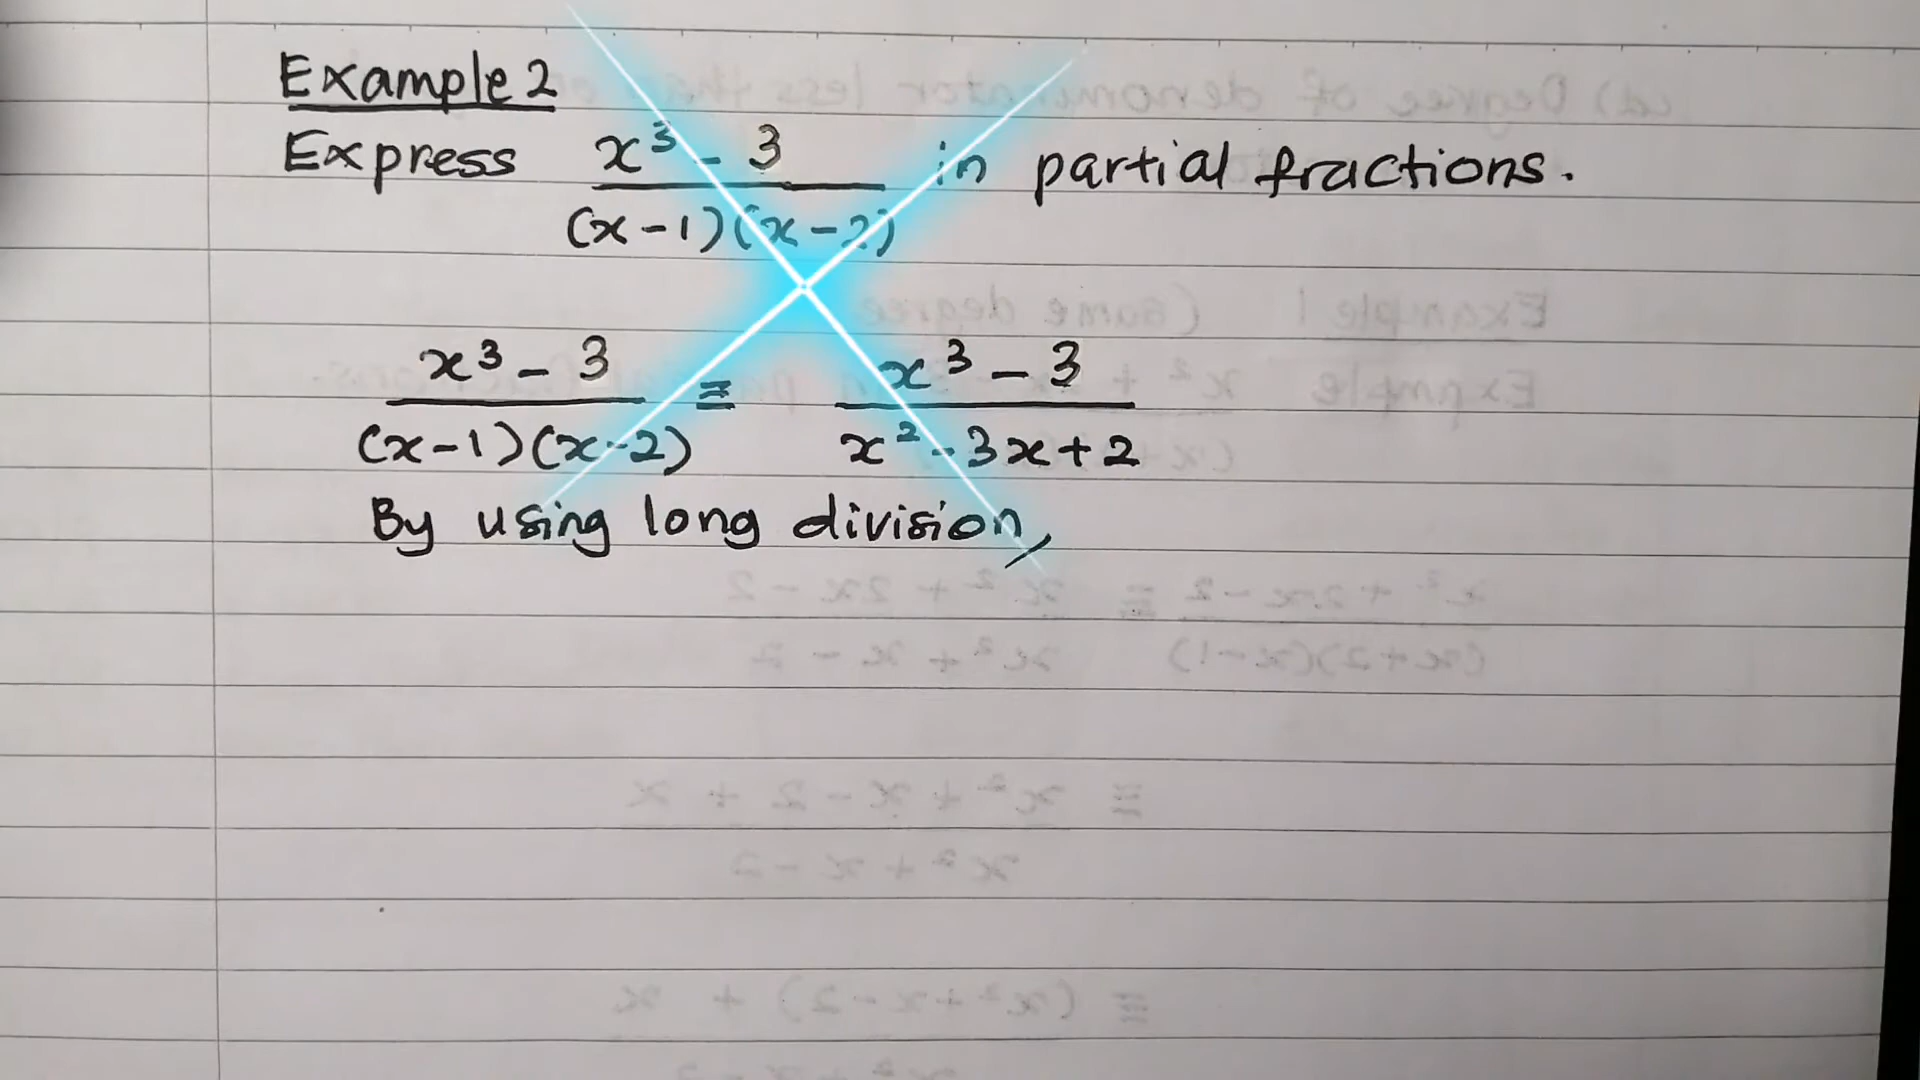 Example 2
Express x³ - 3 / (x-1)(x-2) in partial fractions.
x³ - 3 / (x-1)(x-2) ≡ x³ - 3 / x² - 3x + 2
By using long division,